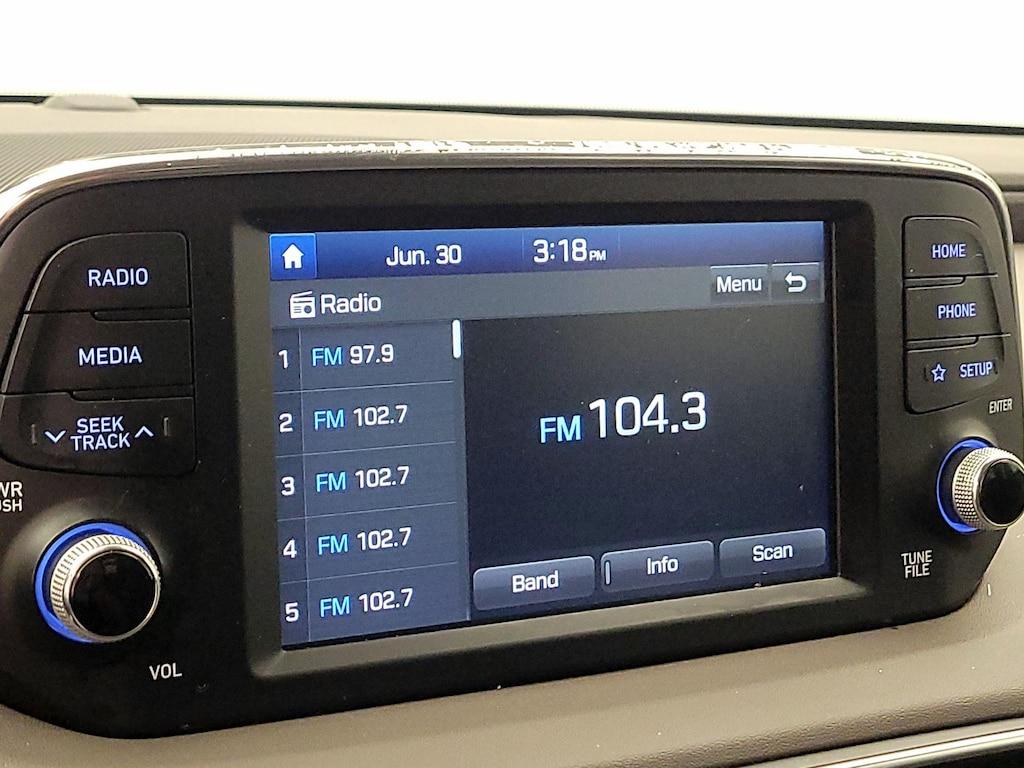 Jun. 30 3:18 PM
Radio Menu
1 FM 97.9
2 FM 102.7
3 FM 102.7
4 FM 102.7
5 FM 102.7
FM 104.3
Band Info Scan
RADIO
MEDIA
SEEK
TRACK
VOL
HOME
PHONE
SETUP
ENTER
TUNE
FILE